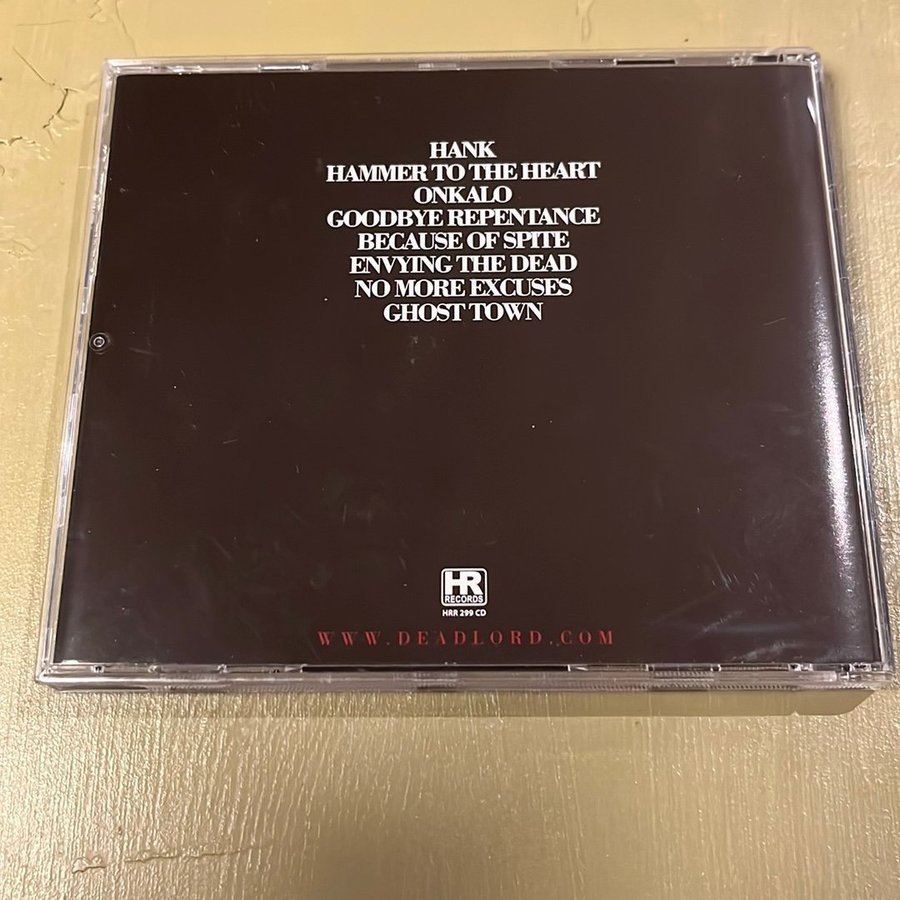 HANK
HAMMER TO THE HEART
ONKALO
GOODBYE REPENTANCE
BECAUSE OF SPITE
ENVYING THE DEAD
NO MORE EXCUSES
GHOST TOWN
HR
RECORDS
HRR 299 CD
WWW.DEADLORD.COM